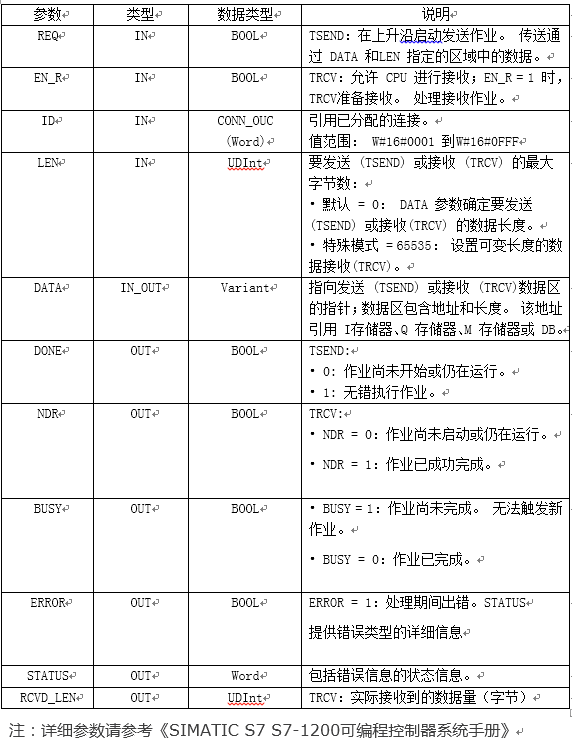 参数 类型 数据类型 说明
REQ IN BOOL TSEND：在上升沿启动发送作业。 传送通
过 DATA 和LEN 指定的区域中的数据。
EN_R IN BOOL TRCV：允许 CPU 进行接收；EN_R = 1 时，
TRCV准备接收。 处理接收作业。
ID IN CONN_OUC 引用已分配的连接。
(Word) 值范围： W#16#0001 到W#16#0FFF
LEN IN UDInt 要发送 (TSEND) 或接收 (TRCV) 的最大
字节数：
• 默认 = 0： DATA 参数确定要发送
(TSEND) 或接收(TRCV) 的数据长度。
• 特殊模式 = 65535： 设置可变长度的数
据接收(TRCV)。
DATA IN_OUT Variant 指向发送 (TSEND) 或接收 (TRCV)数据区
的指针；数据区包含地址和长度。 该地址
引用 I存储器、Q 存储器、M 存储器或 DB。
DONE OUT BOOL TSEND:
• 0：作业尚未开始或仍在运行。
• 1：无错执行作业。
NDR OUT BOOL TRCV:
• NDR = 0：作业尚未启动或仍在运行。
• NDR = 1：作业已成功完成。
BUSY OUT BOOL • BUSY = 1：作业尚未完成。 无法触发新
作业。
• BUSY = 0：作业已完成。
ERROR OUT BOOL ERROR = 1：处理期间出错。STATUS
提供错误类型的详细信息
STATUS OUT Word 包括错误信息的状态信息。
RCVD_LEN OUT UDInt TRCV：实际接收到的数据量（字节）
注：详细参数请参考《SIMATIC S7 S7-1200可编程控制器系统手册》